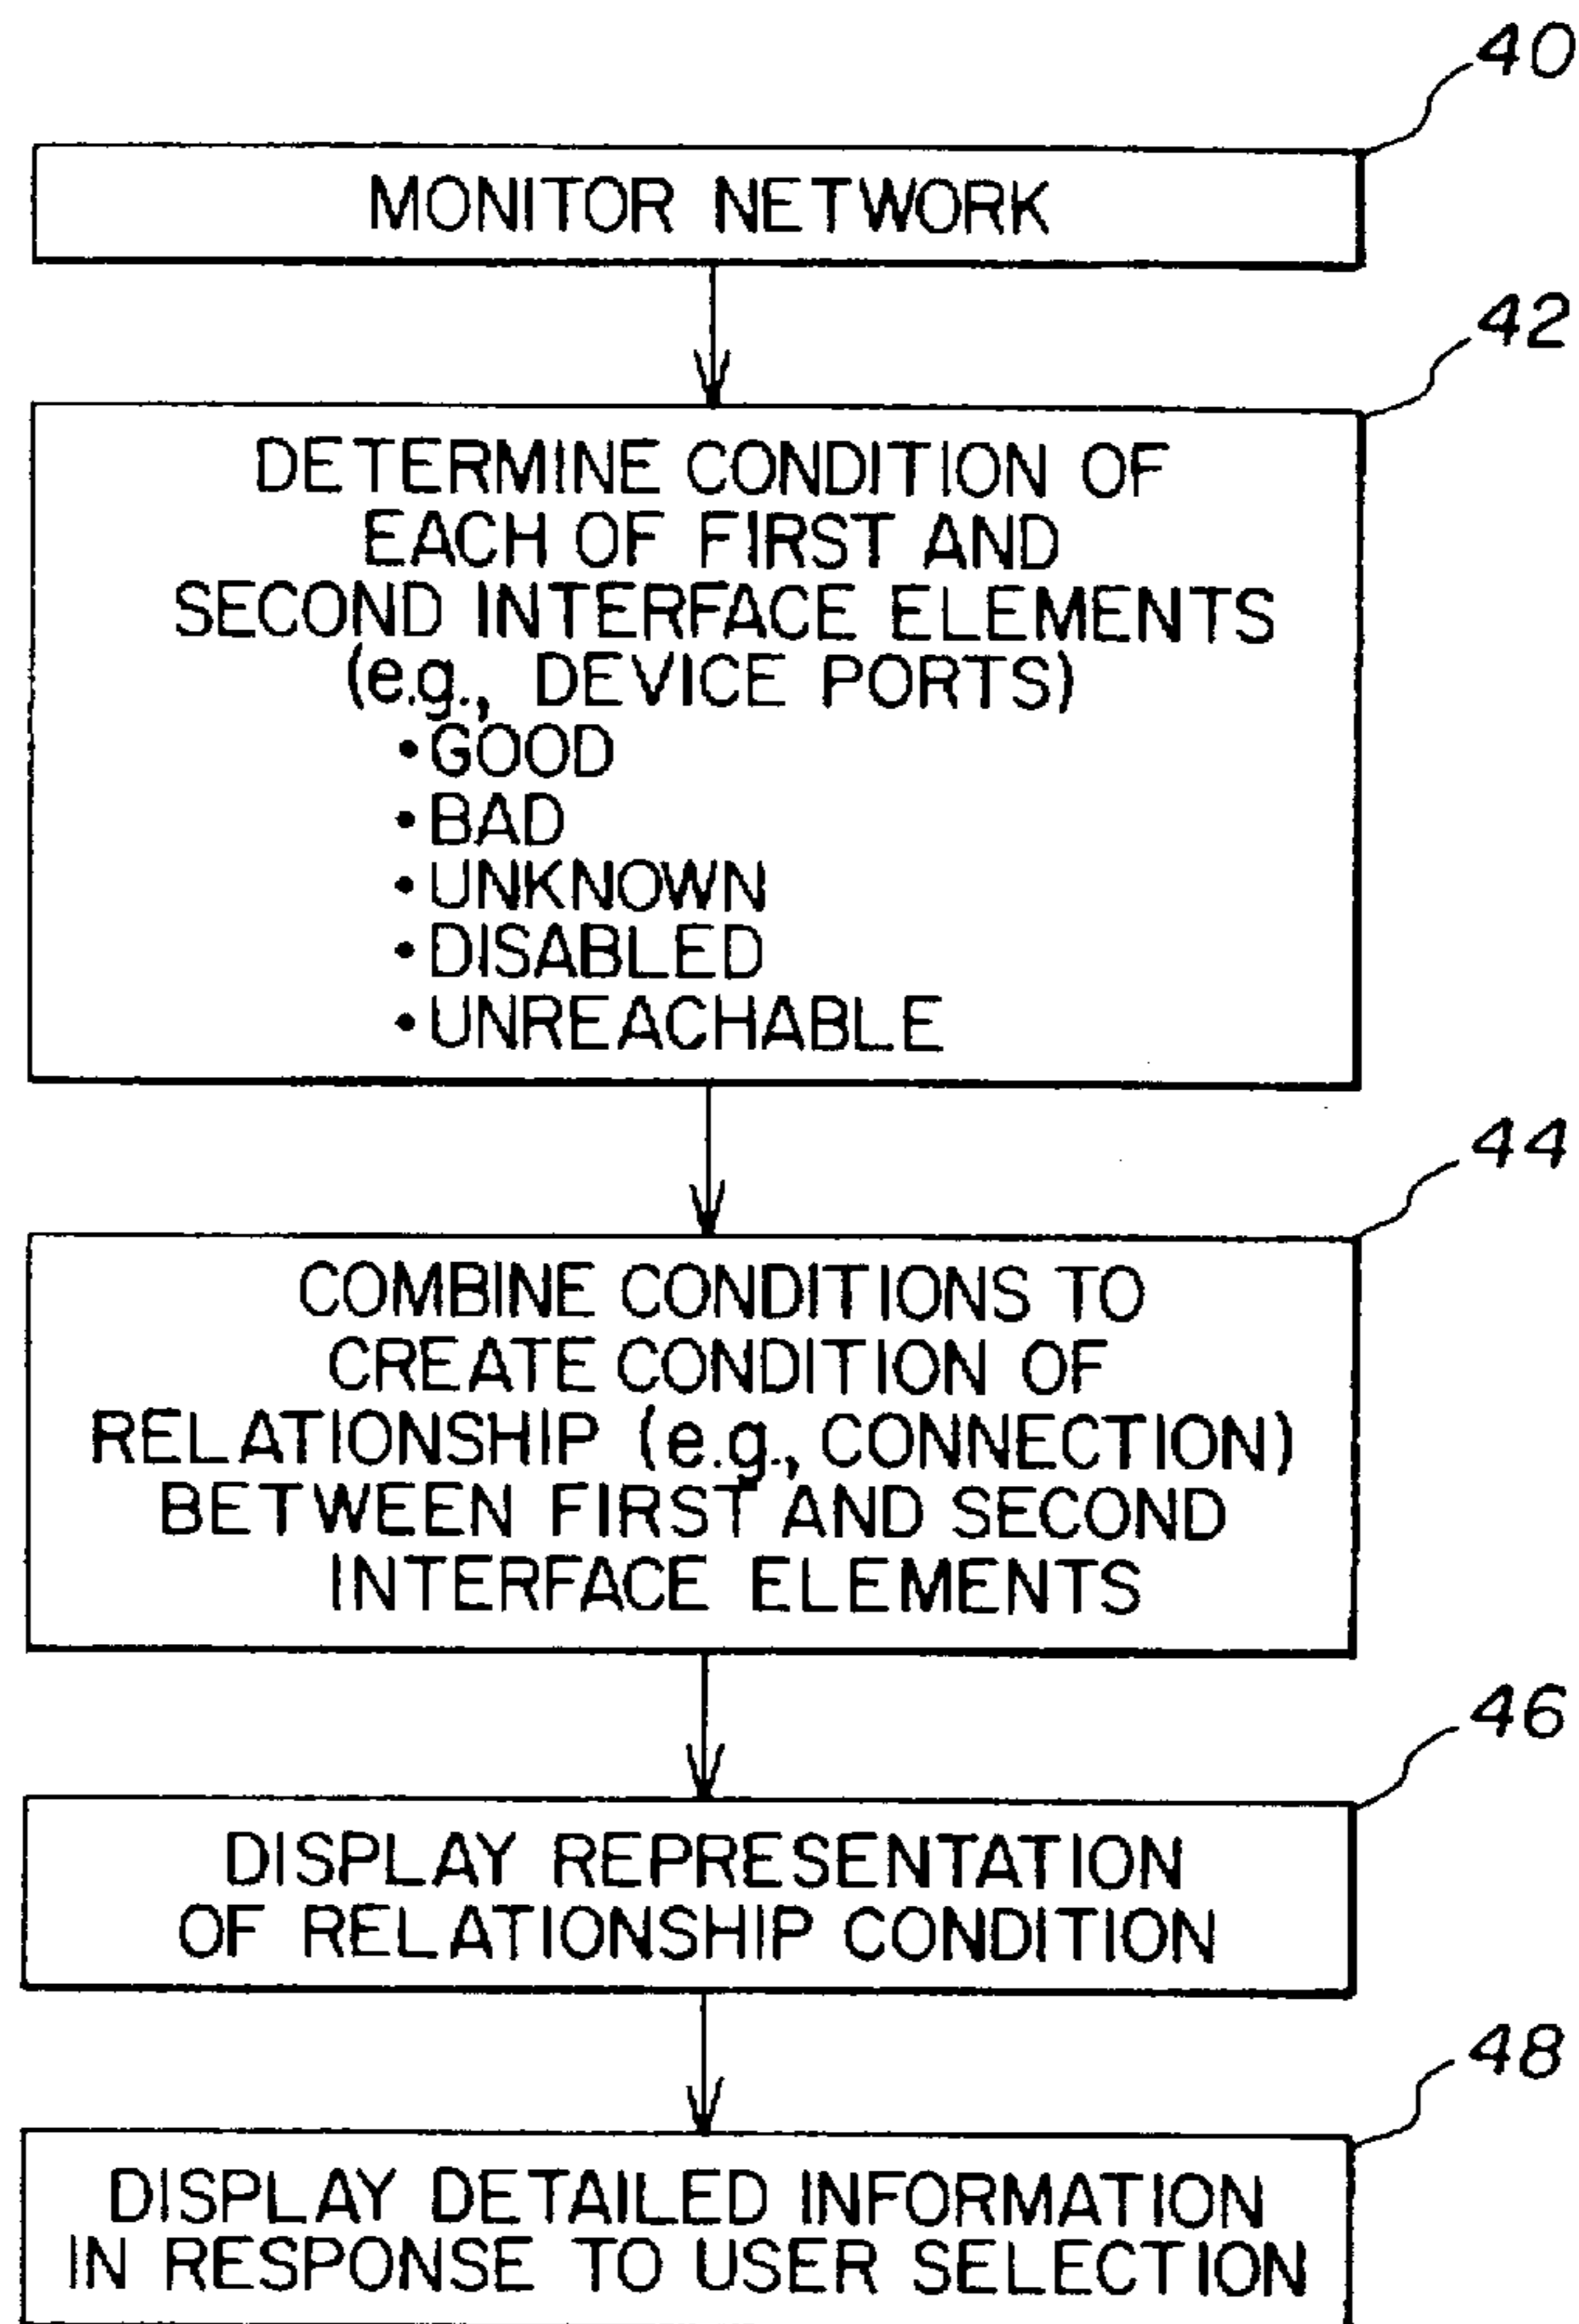 40
MONITOR NETWORK
42
DETERMINE CONDITION OF
EACH OF FIRST AND
SECOND INTERFACE ELEMENTS
(e.g., DEVICE PORTS)
•GOOD
•BAD
•UNKNOWN
•DISABLED
•UNREACHABLE
44
COMBINE CONDITIONS TO
CREATE CONDITION OF
RELATIONSHIP (e.g., CONNECTION)
BETWEEN FIRST AND SECOND
INTERFACE ELEMENTS
46
DISPLAY REPRESENTATION
OF RELATIONSHIP CONDITION
48
DISPLAY DETAILED INFORMATION
IN RESPONSE TO USER SELECTION